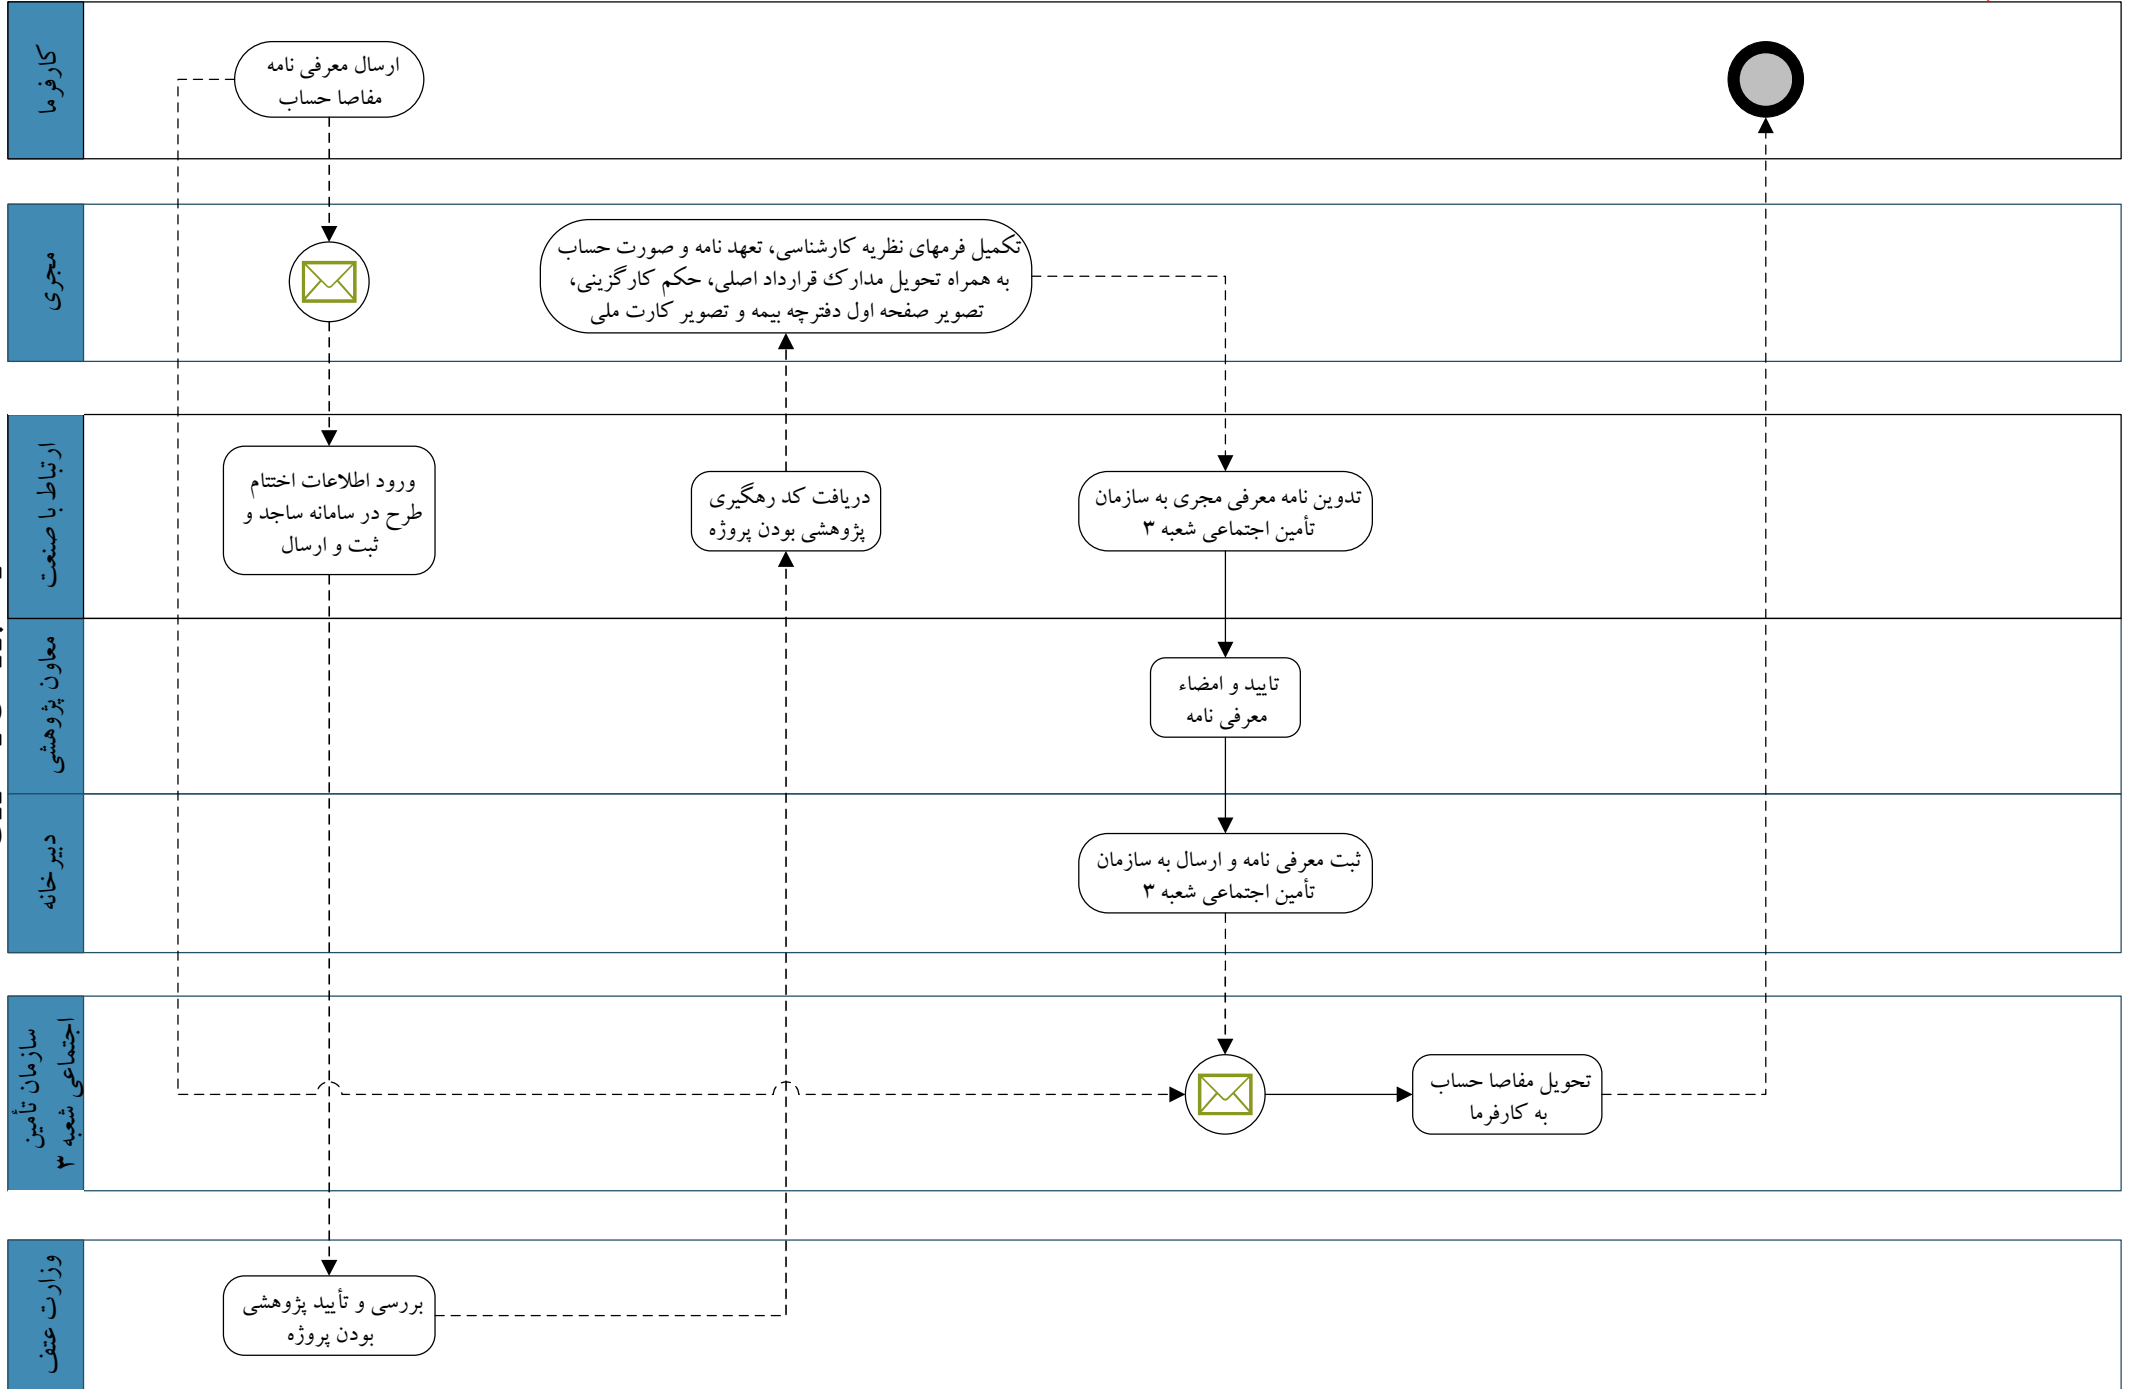 کارفرما
ارسال معرفی نامه
مفاصا حساب
مجری
تکمیل فرمهای نظریه کارشناسی، تعهد نامه و صورت حساب
به همراه تحویل مدارک قرارداد اصلی، حکم کارگزینی،
تصویر صفحه اول دفترچه بیمه و تصویر کارت ملی
ارتباط با صنعت
ورود اطلاعات اختتام
طرح در سامانه ساجد و
ثبت و ارسال
دریافت کد رهگیری
پژوهشی بودن پروژه
تدوین نامه معرفی مجری به سازمان
تأمین اجتماعی شعبه ۳
معاون پژوهشی
تایید و امضاء
معرفی نامه
دبیرخانه
ثبت معرفی نامه و ارسال به سازمان
تأمین اجتماعی شعبه ۳
سازمان تأمین
اجتماعی شعبه ۳
تحویل مفاصا حساب
به کارفرما
وزارت عتف
بررسی و تأیید پژوهشی
بودن پروژه